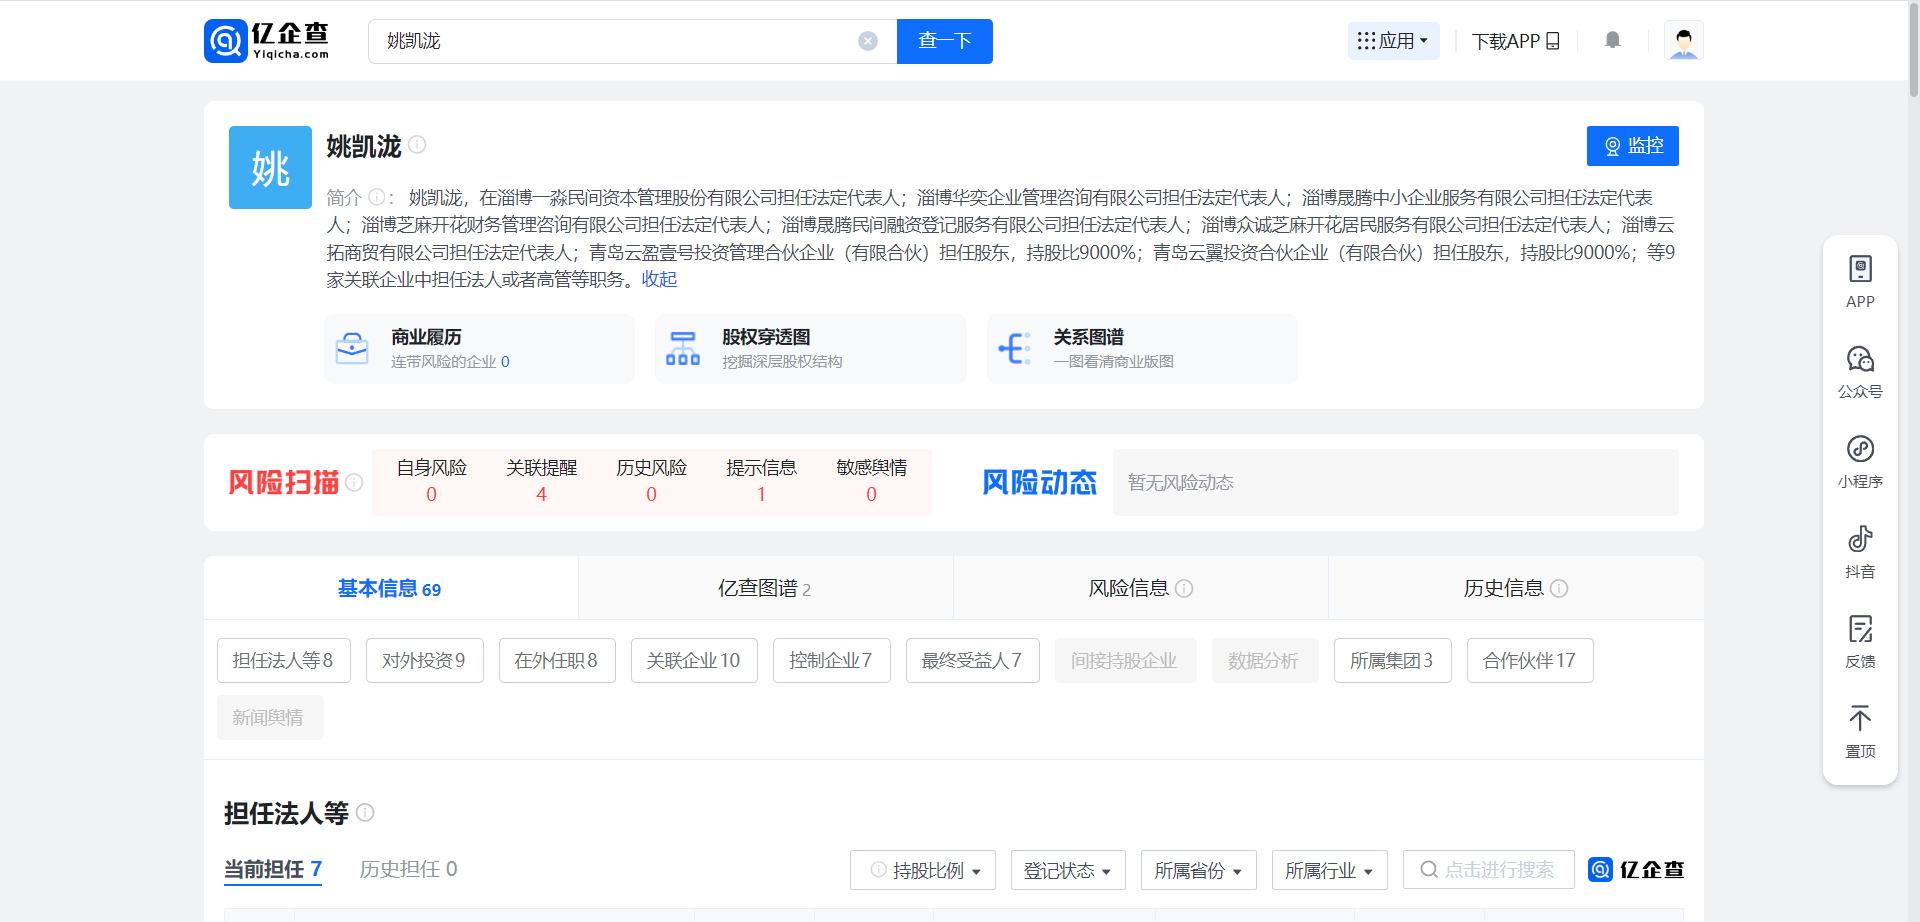 亿企查
Yiqicha.com
姚凯泷
查一下
应用
下载APP
姚
姚凯泷
监控
简介 : 姚凯泷，在淄博一淼民间资本管理股份有限公司担任法定代表人；淄博华奕企业管理咨询有限公司担任法定代表人；淄博晟腾中小企业服务有限公司担任法定代表
人；淄博芝麻开花财务管理咨询有限公司担任法定代表人；淄博晟腾民间融资登记服务有限公司担任法定代表人；淄博众诚芝麻开花居民服务有限公司担任法定代表人；淄博云
拓商贸有限公司担任法定代表人；青岛云盈壹号投资管理合伙企业（有限合伙）担任股东，持股比9000%；青岛云翼投资合伙企业（有限合伙）担任股东，持股比9000%；等9
家关联企业中担任法人或者高管等职务。收起
商业履历
连带风险的企业 0
股权穿透图
挖掘深层股权结构
关系图谱
一图看清商业版图
风险扫描
自身风险 关联提醒 历史风险 提示信息 敏感舆情
0 4 0 1 0
风险动态
暂无风险动态
基本信息 69
亿查图谱 2
风险信息
历史信息
担任法人等 8
对外投资 9
在外任职 8
关联企业 10
控制企业 7
最终受益人 7
间接持股企业
数据分析
所属集团 3
合作伙伴 17
新闻舆情
担任法人等
当前担任 7
历史担任 0
持股比例
登记状态
所属省份
所属行业
点击进行搜索
亿企查
APP
公众号
小程序
抖音
反馈
置顶